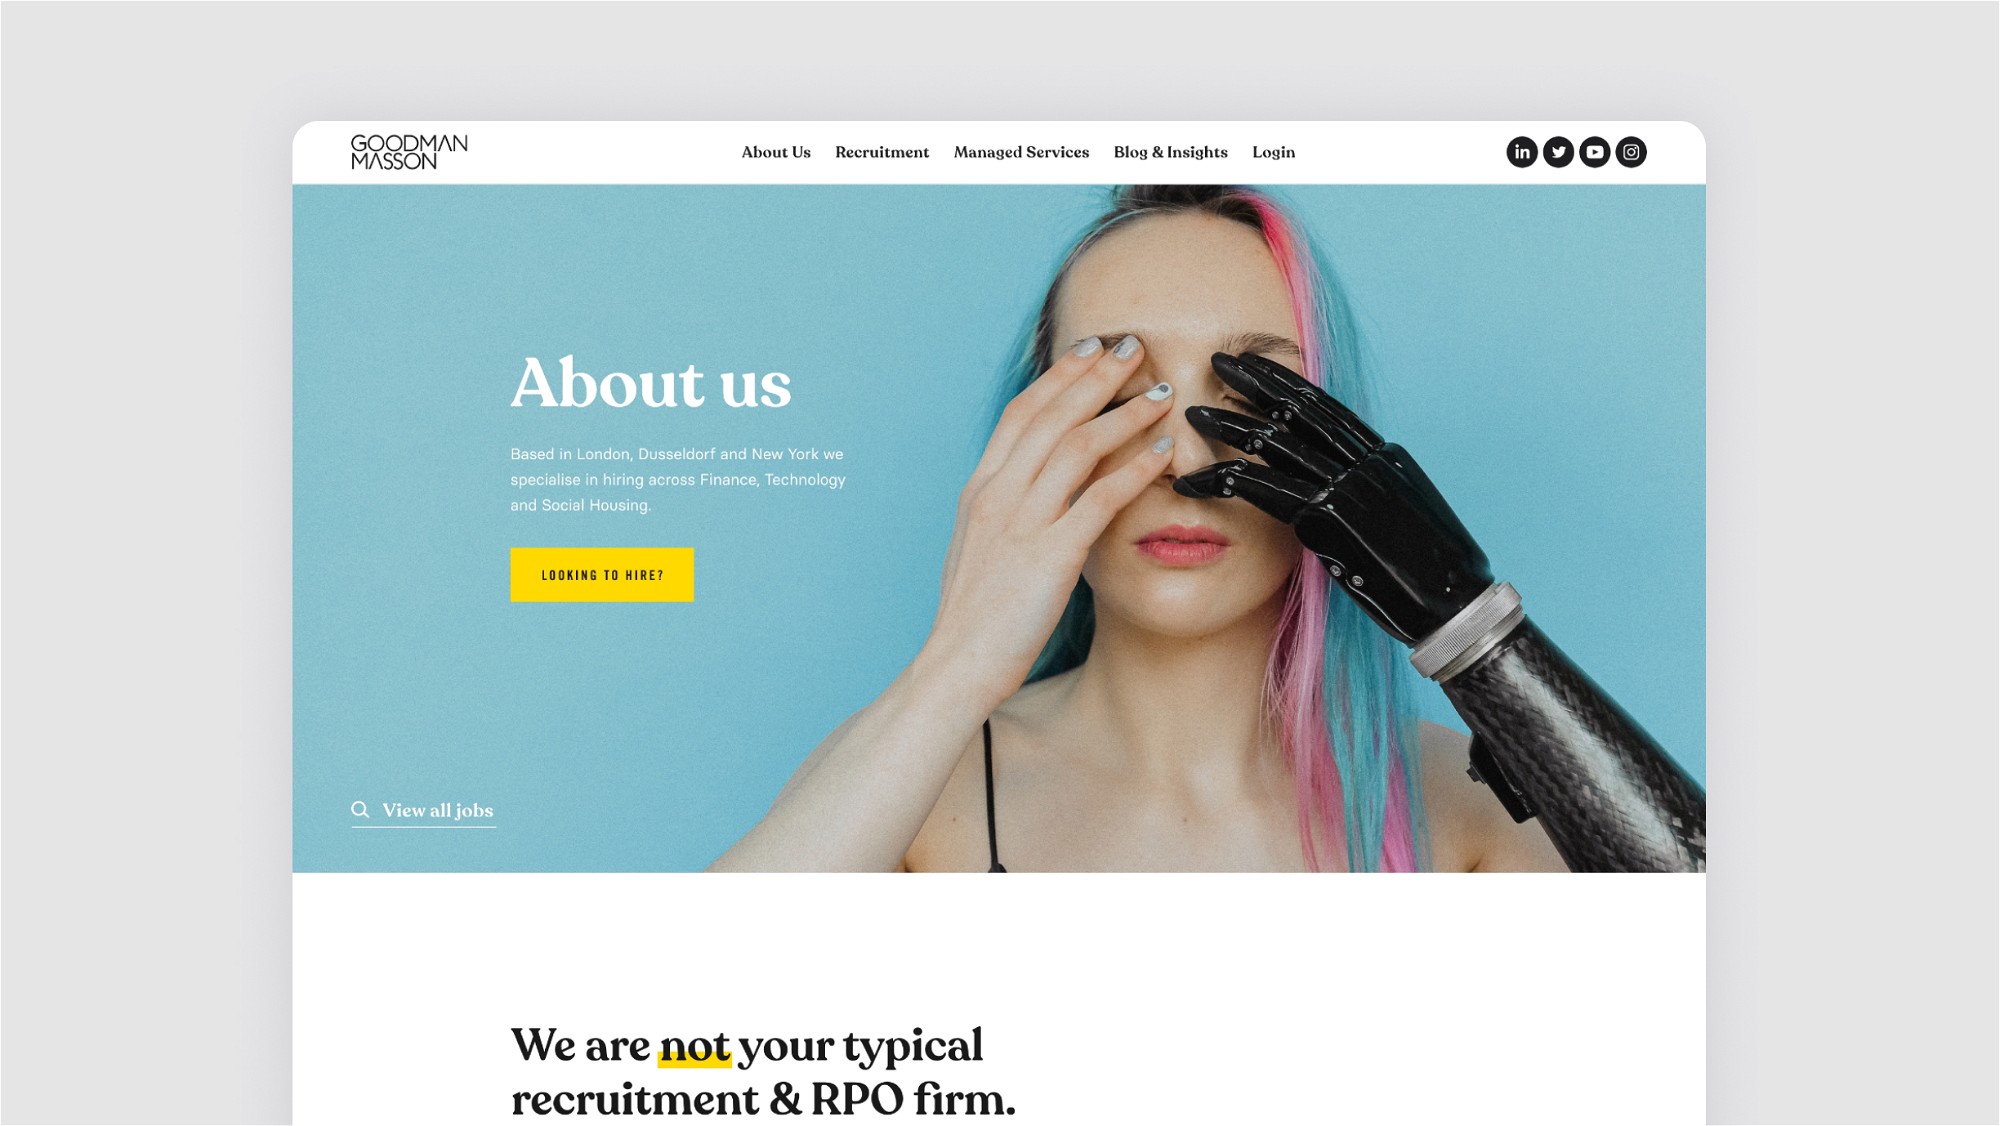 GOODMAN
MASSON
About Us Recruitment Managed Services Blog & Insights Login
About us
Based in London, Dusseldorf and New York we
specialise in hiring across Finance, Technology
and Social Housing.
LOOKING TO HIRE?
View all jobs
We are not your typical
recruitment & RPO firm.